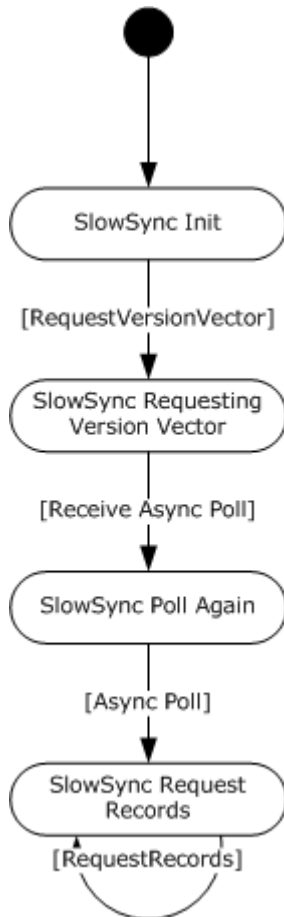 SlowSync Init
[RequestVersionVector]
SlowSync Requesting
Version Vector
[Receive Async Poll]
SlowSync Poll Again
[Async Poll]
SlowSync Request
Records
[RequestRecords]